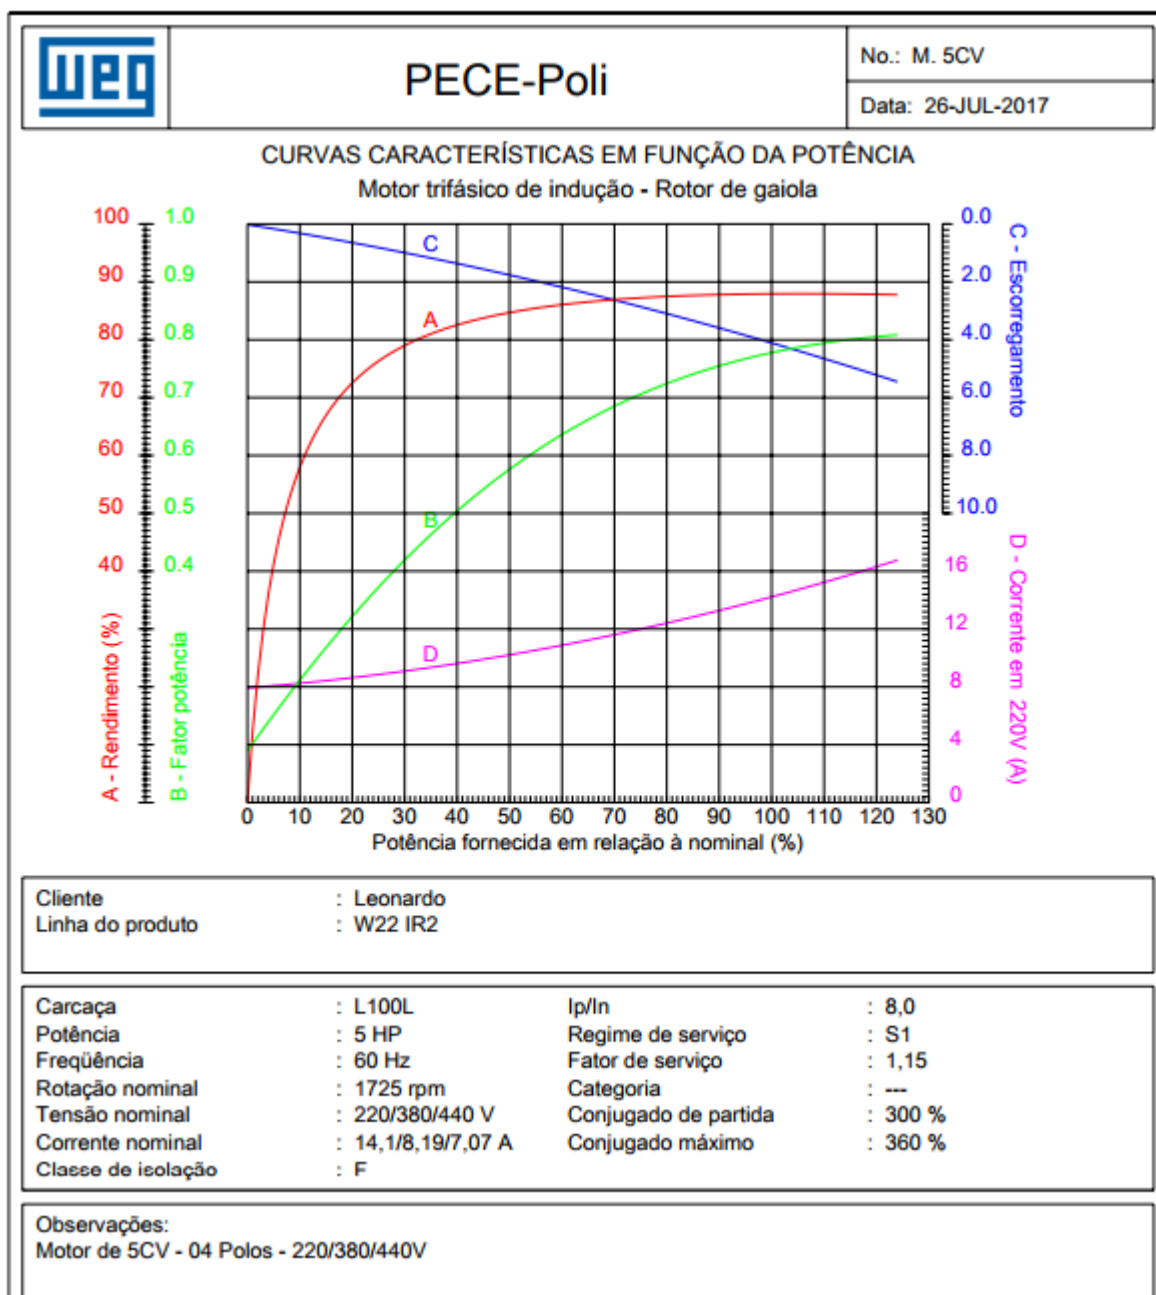 weg
PECE-Poli
No.: M. 5CV
Data: 26-JUL-2017
CURVAS CARACTERÍSTICAS EM FUNÇÃO DA POTÊNCIA
Motor trifásico de indução - Rotor de gaiola
100
90
80
70
60
50
40
A - Rendimento (%)
1.0
0.9
0.8
0.7
0.6
0.5
0.4
B - Fator potência
C
A
B
D
0.0
2.0
4.0
6.0
8.0
10.0
C - Escorregamento
16
12
8
4
0
D - Corrente em 220V (A)
0 10 20 30 40 50 60 70 80 90 100 110 120 130
Potência fornecida em relação à nominal (%)
Cliente : Leonardo
Linha do produto : W22 IR2
Carcaça : L100L Ip/In : 8,0
Potência : 5 HP Regime de serviço : S1
Freqüência : 60 Hz Fator de serviço : 1,15
Rotação nominal : 1725 rpm Categoria : ---
Tensão nominal : 220/380/440 V Conjugado de partida : 300 %
Corrente nominal : 14,1/8,19/7,07 A Conjugado máximo : 360 %
Classe de isolação : F
Observações:
Motor de 5CV - 04 Polos - 220/380/440V